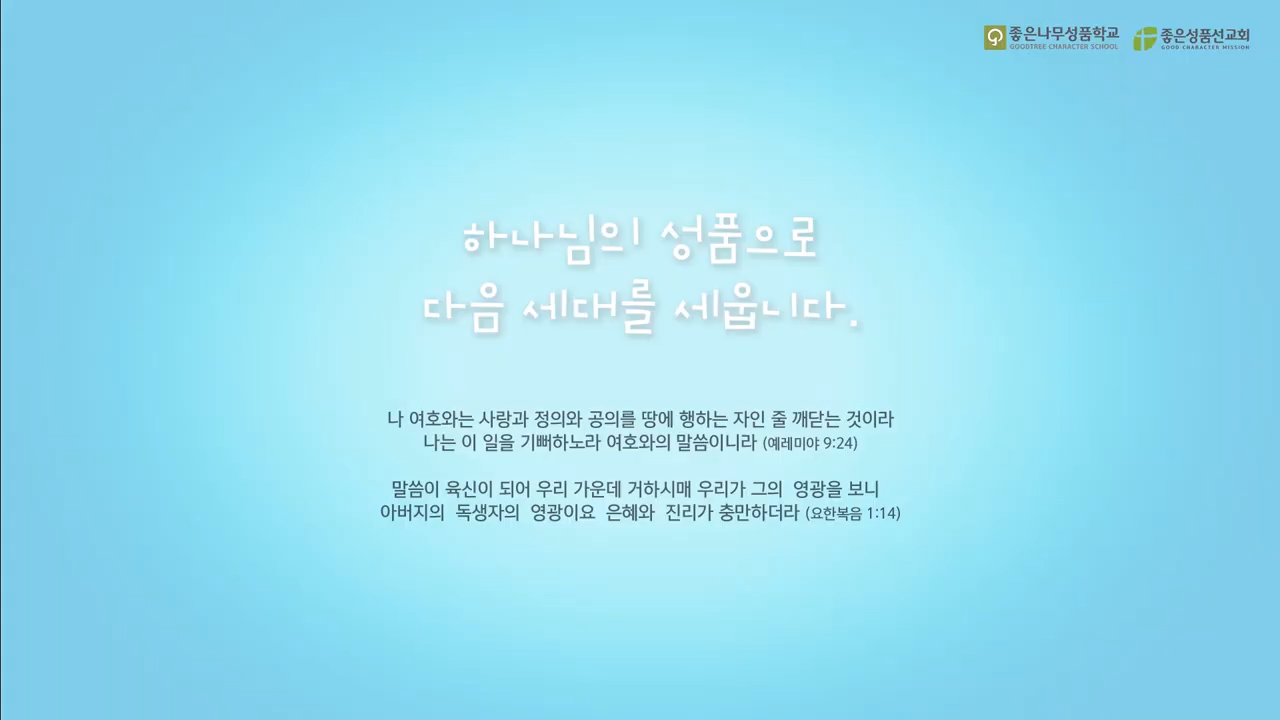 좋은나무성품학교
GOODTREE CHARACTER SCHOOL
좋은성품선교회
GOOD CHARACTER MISSION
하나님의 성품으로
다음 세대를 세웁니다.
나 여호와는 사랑과 정의와 공의를 땅에 행하는 자인 줄 깨닫는 것이라
나는 이 일을 기뻐하노라 여호와의 말씀이니라 (예레미야 9:24)
말씀이 육신이 되어 우리 가운데 거하시매 우리가 그의 영광을 보니
아버지의 독생자의 영광이요 은혜와 진리가 충만하더라 (요한복음 1:14)